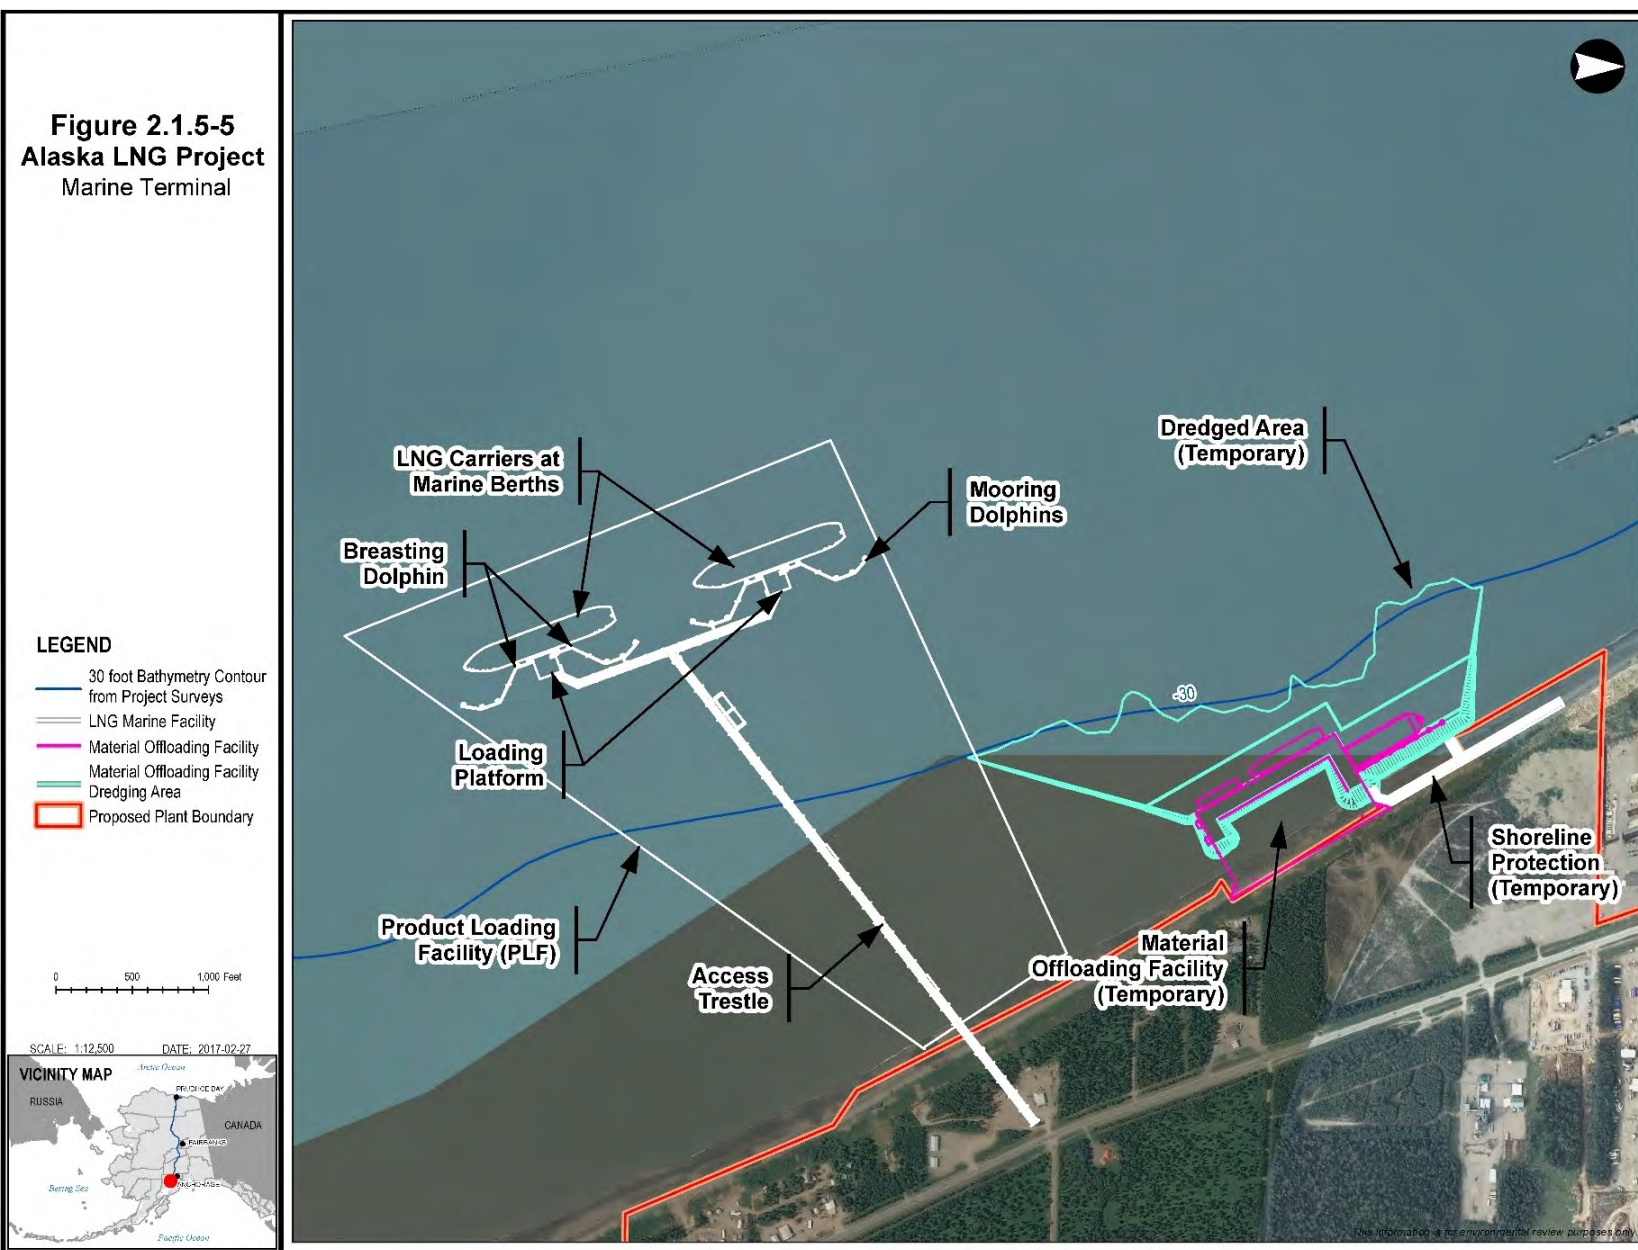 Figure 2.1.5-5
Alaska LNG Project
Marine Terminal
LEGEND
30 foot Bathymetry Contour
from Project Surveys
LNG Marine Facility
Material Offloading Facility
Material Offloading Facility
Dredging Area
Proposed Plant Boundary
0 500 1,000 Feet
SCALE: 1:12,500 DATE: 2017-02-27
VICINITY MAP
Arctic Ocean
PRUDHOE BAY
RUSSIA
CANADA
FAIRBANKS
Bering Sea
ANCHORAGE
Pacific Ocean
LNG Carriers at
Marine Berths
Breasting
Dolphin
Mooring
Dolphins
Dredged Area
(Temporary)
-30
Loading
Platform
Product Loading
Facility (PLF)
Access
Trestle
Material
Offloading Facility
(Temporary)
Shoreline
Protection
(Temporary)
This information is for environmental review purposes only